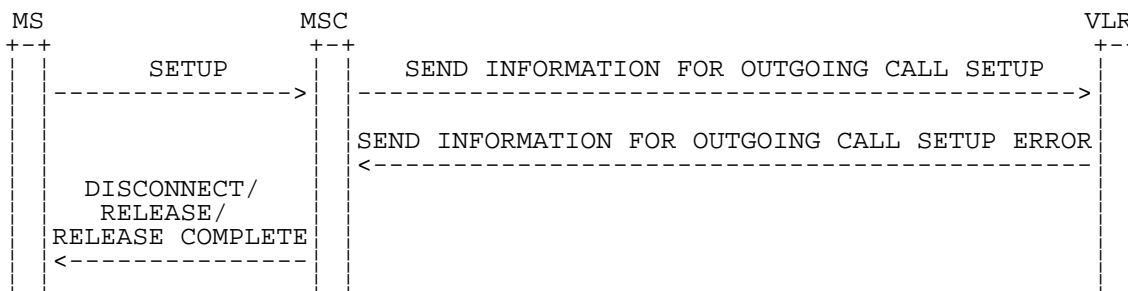 MS MSC VLR
SETUP SEND INFORMATION FOR OUTGOING CALL SETUP
SEND INFORMATION FOR OUTGOING CALL SETUP ERROR
DISCONNECT/
RELEASE/
RELEASE COMPLETE